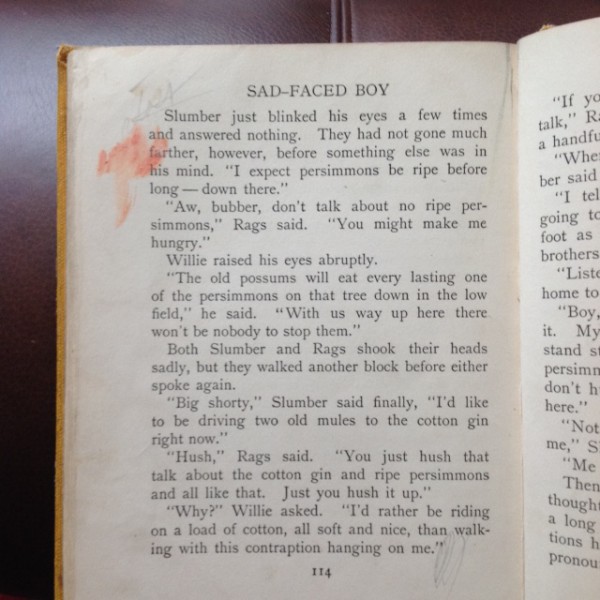 SAD–FACED BOY
Slumber just blinked his eyes a few times
and answered nothing. They had not gone much
farther, however, before something else was in
his mind. “I expect persimmons be ripe before
long — down there.”
“Aw, bubber, don’t talk about no ripe per-
simmons,” Rags said. “You might make me
hungry.”
Willie raised his eyes abruptly.
“The old possums will eat every lasting one
of the persimmons on that tree down in the low
field,” he said. “With us way up here there
won’t be nobody to stop them.”
Both Slumber and Rags shook their heads
sadly, but they walked another block before either
spoke again.
“Big shorty,” Slumber said finally, “I’d like
to be driving two old mules to the cotton gin
right now.”
“Hush,” Rags said. “You just hush that
talk about the cotton gin and ripe persimmons
and all like that. Just you hush it up.”
“Why?” Willie asked. “I’d rather be riding
on a load of cotton, all soft and nice, than walk-
ing with this contraption hanging on me.”
114
“If yo
talk,” Ra
a handfu
“When
ber said
“I tel
going to
foot as
brothers
“Liste
home to
“Boy,
it. My
stand st
persimm
don’t h
here.”
“Not
me,” Sl
“Me
Then
thought
a long
tions h
pronou